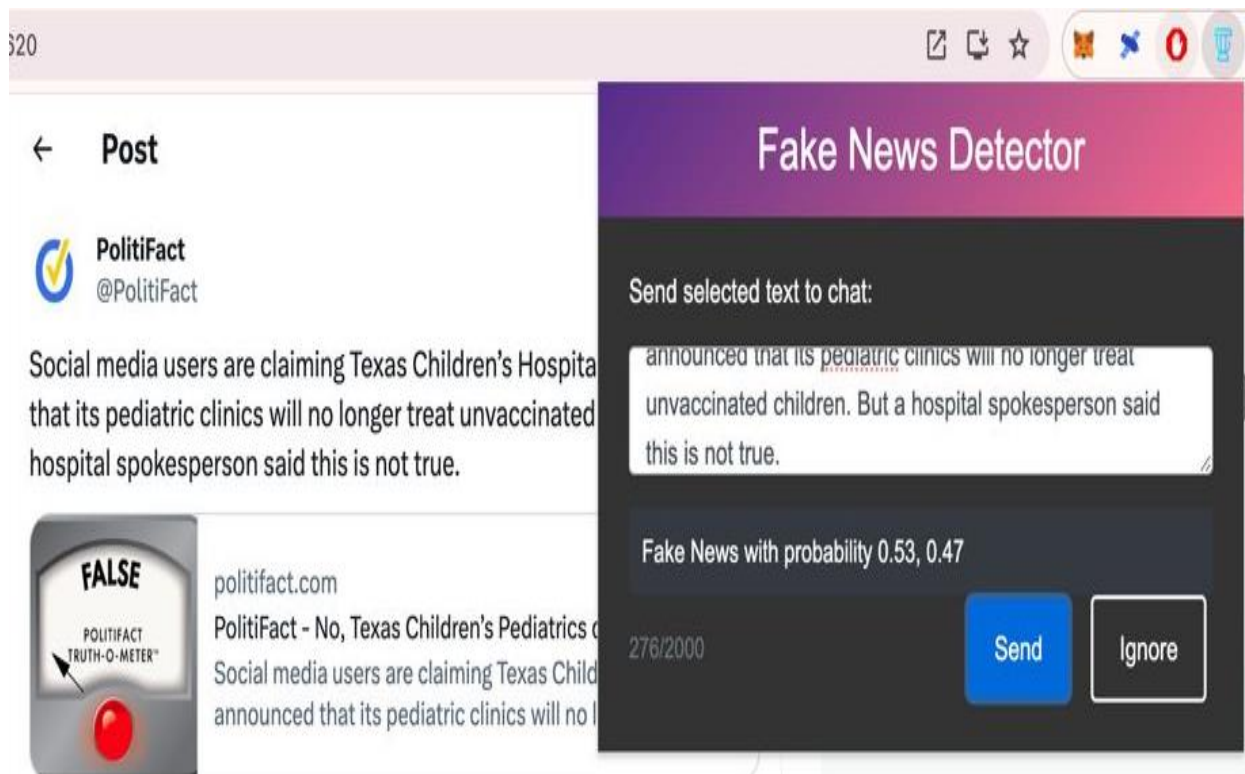 620
← Post
PolitiFact
@PolitiFact
Social media users are claiming Texas Children's Hospita
that its pediatric clinics will no longer treat unvaccinated
hospital spokesperson said this is not true.
FALSE
POLITIFACT
TRUTH-O-METER™
politifact.com
PolitiFact - No, Texas Children's Pediatrics
Social media users are claiming Texas Child
announced that its pediatric clinics will no
Fake News Detector
Send selected text to chat:
announced that its pediatric clinics will no longer treat
unvaccinated children. But a hospital spokesperson said
this is not true.
Fake News with probability 0.53, 0.47
276/2000
Send
Ignore